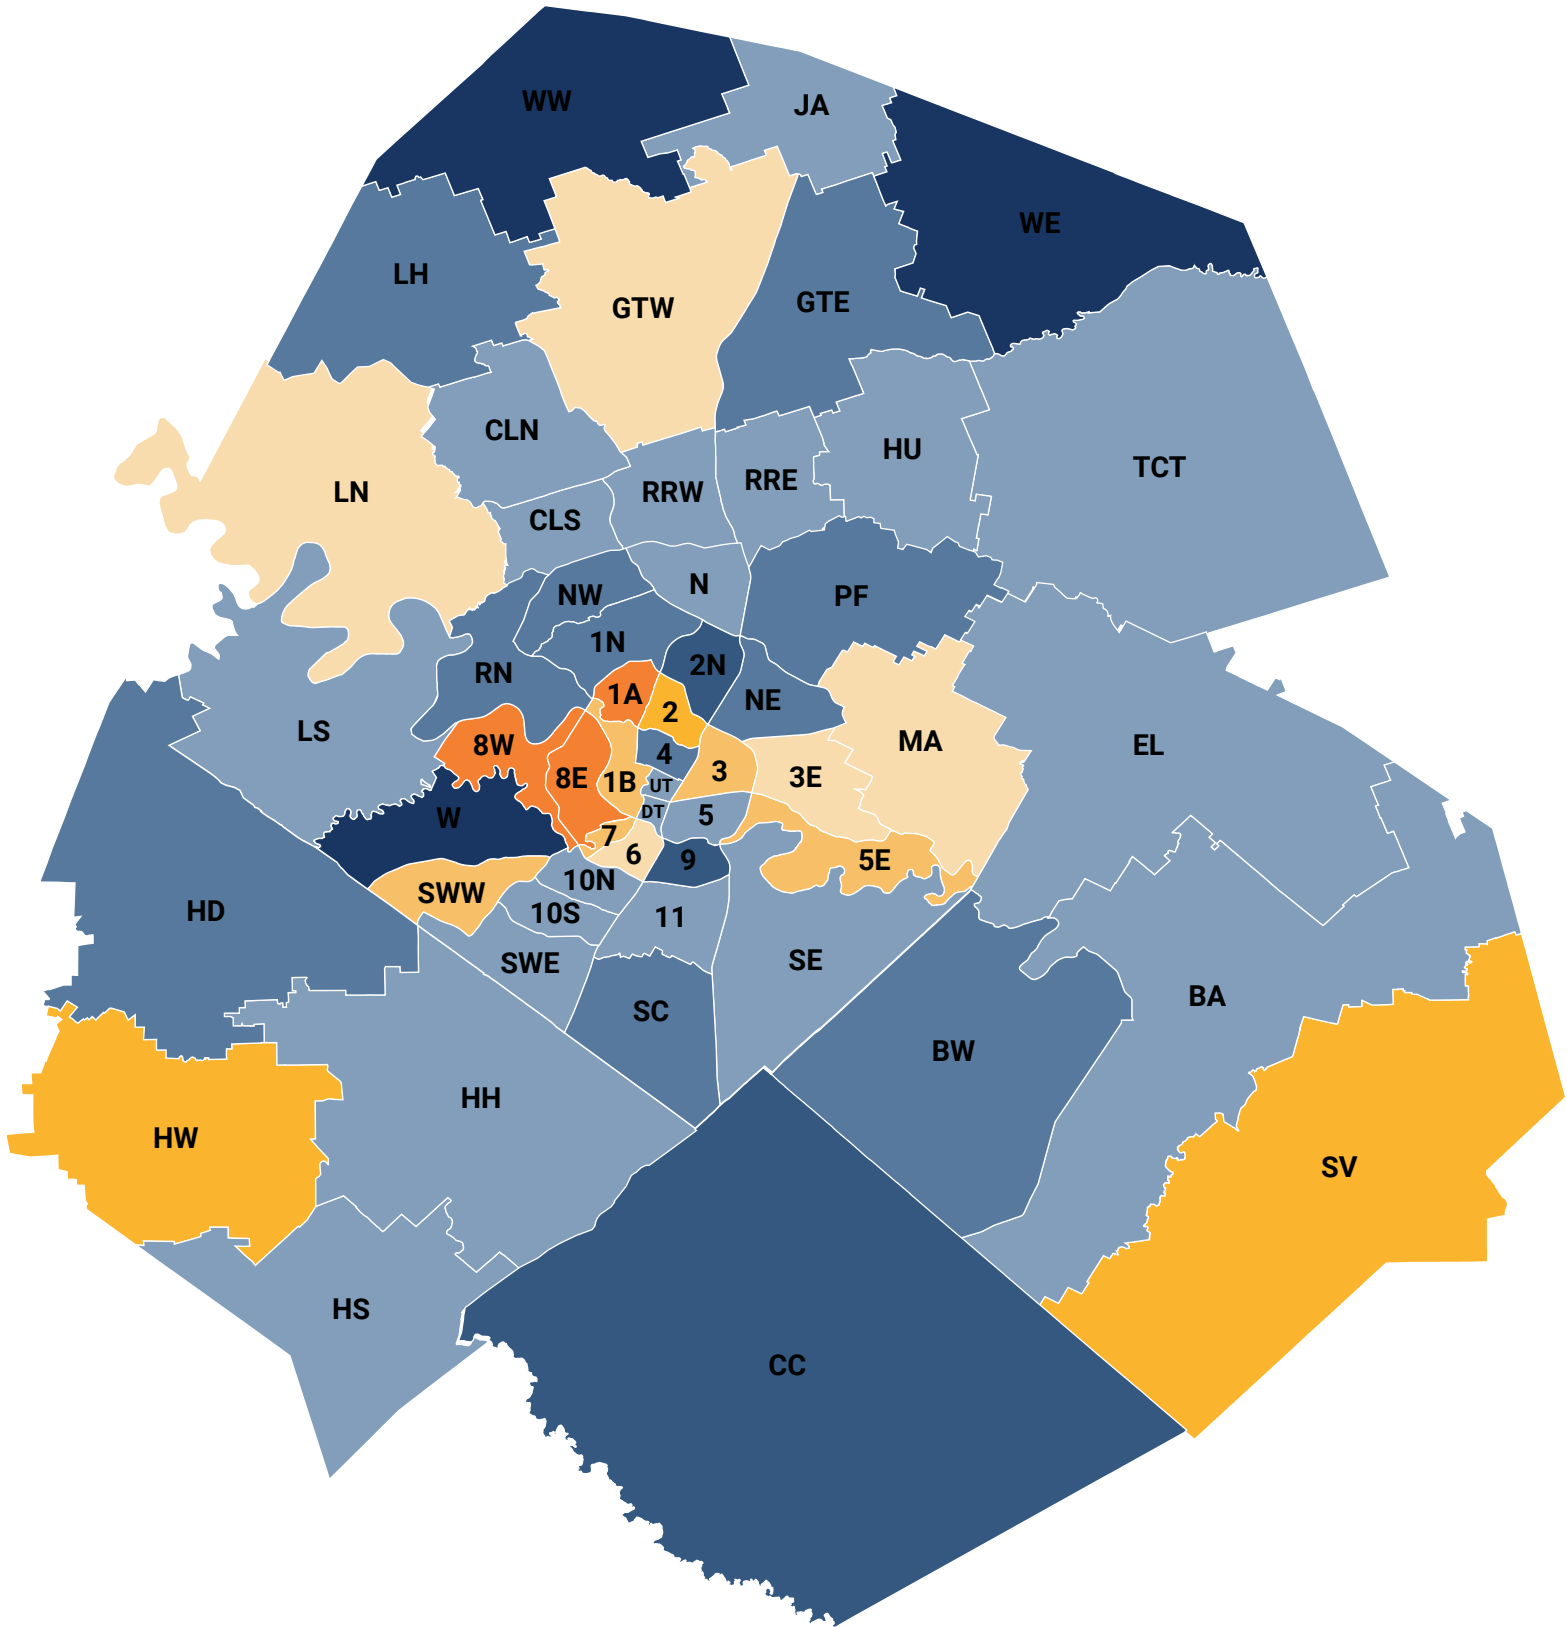 WW
JA
WE
LH
GTW
GTE
CLN
HU
TCT
LN
RRW
RRE
CLS
NW
N
PF
1N
2N
RN
NE
1A
2
LS
8W
4
MA
EL
8E
1B
UT
3
3E
W
DT
5
7
6
9
5E
10N
SWW
HD
10S
11
SWE
SE
SC
BA
BW
HH
HW
SV
HS
CC